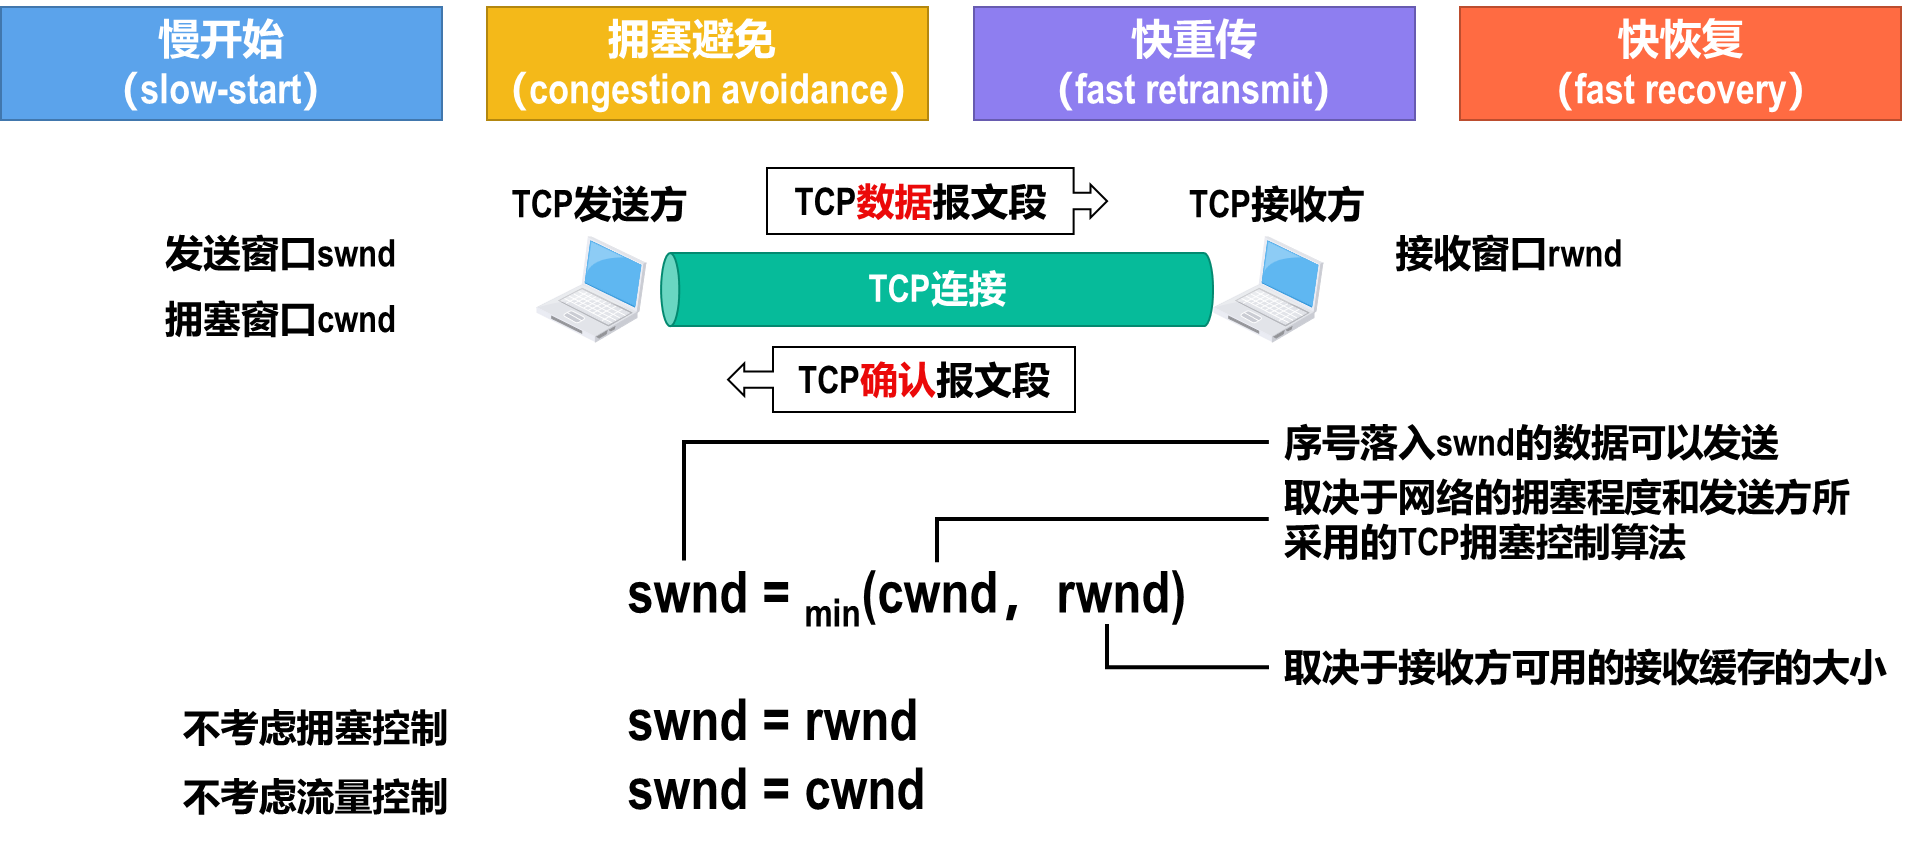 慢开始
（slow-start）
拥塞避免
（congestion avoidance）
快重传
（fast retransmit）
快恢复
（fast recovery）
TCP发送方
TCP数据报文段
TCP接收方
发送窗口swnd
接收窗口rwnd
TCP连接
拥塞窗口cwnd
TCP确认报文段
序号落入swnd的数据可以发送
取决于网络的拥塞程度和发送方所
采用的TCP拥塞控制算法
swnd = min(cwnd，rwnd)
取决于接收方可用的接收缓存的大小
不考虑拥塞控制
swnd = rwnd
不考虑流量控制
swnd = cwnd